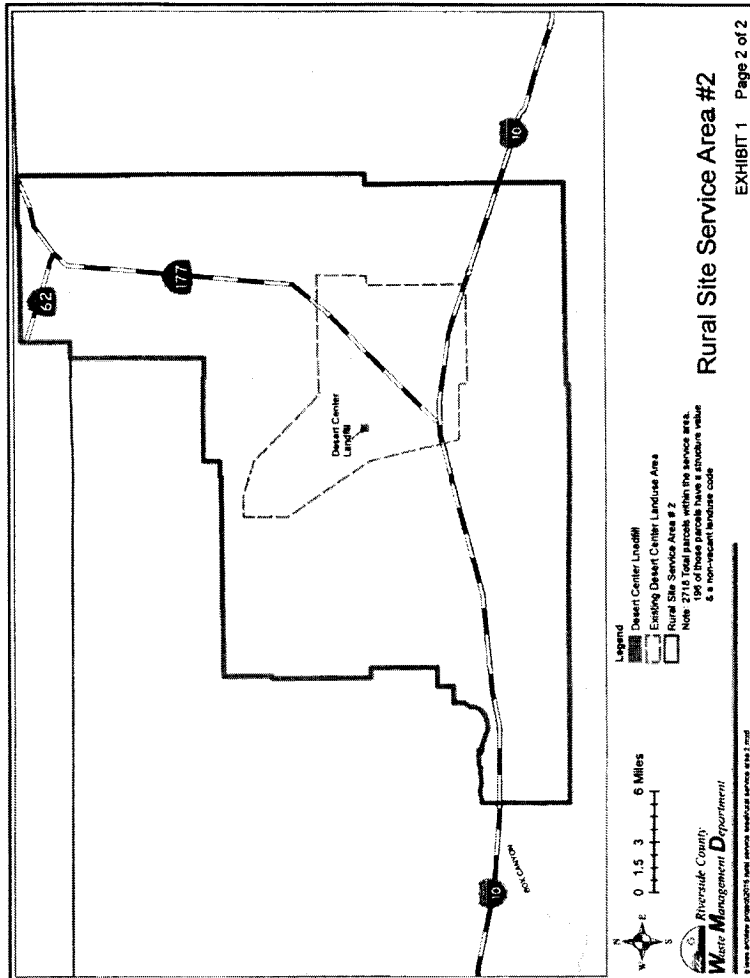 62
177
Desert Center
Landfill
10
10
BOX CANYON
N
W
E
S
0 1.5 3 6 Miles
Riverside County
Waste Management Department
Legend
Desert Center Lnadfill
Existing Desert Center Landuse Area
Rural Site Service Area # 2
Note: 2718 Total parcels within the service area.
196 of those parcels have a structure value
& a non-vacant landuse code
Rural Site Service Area #2
EXHIBIT 1 Page 2 of 2